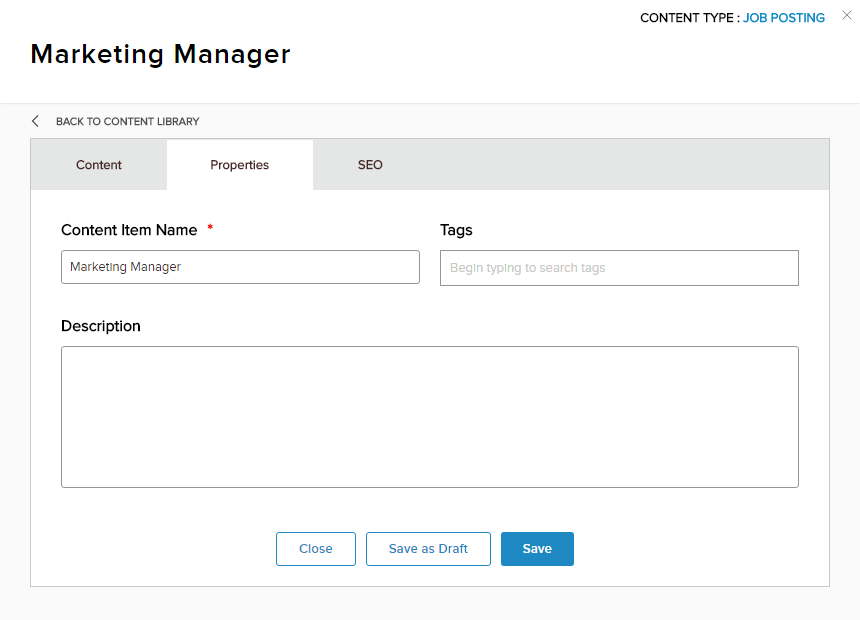 CONTENT TYPE : JOB POSTING
Marketing Manager
BACK TO CONTENT LIBRARY
Content Properties SEO
Content Item Name * Tags
Marketing Manager Begin typing to search tags
Description
Close Save as Draft Save